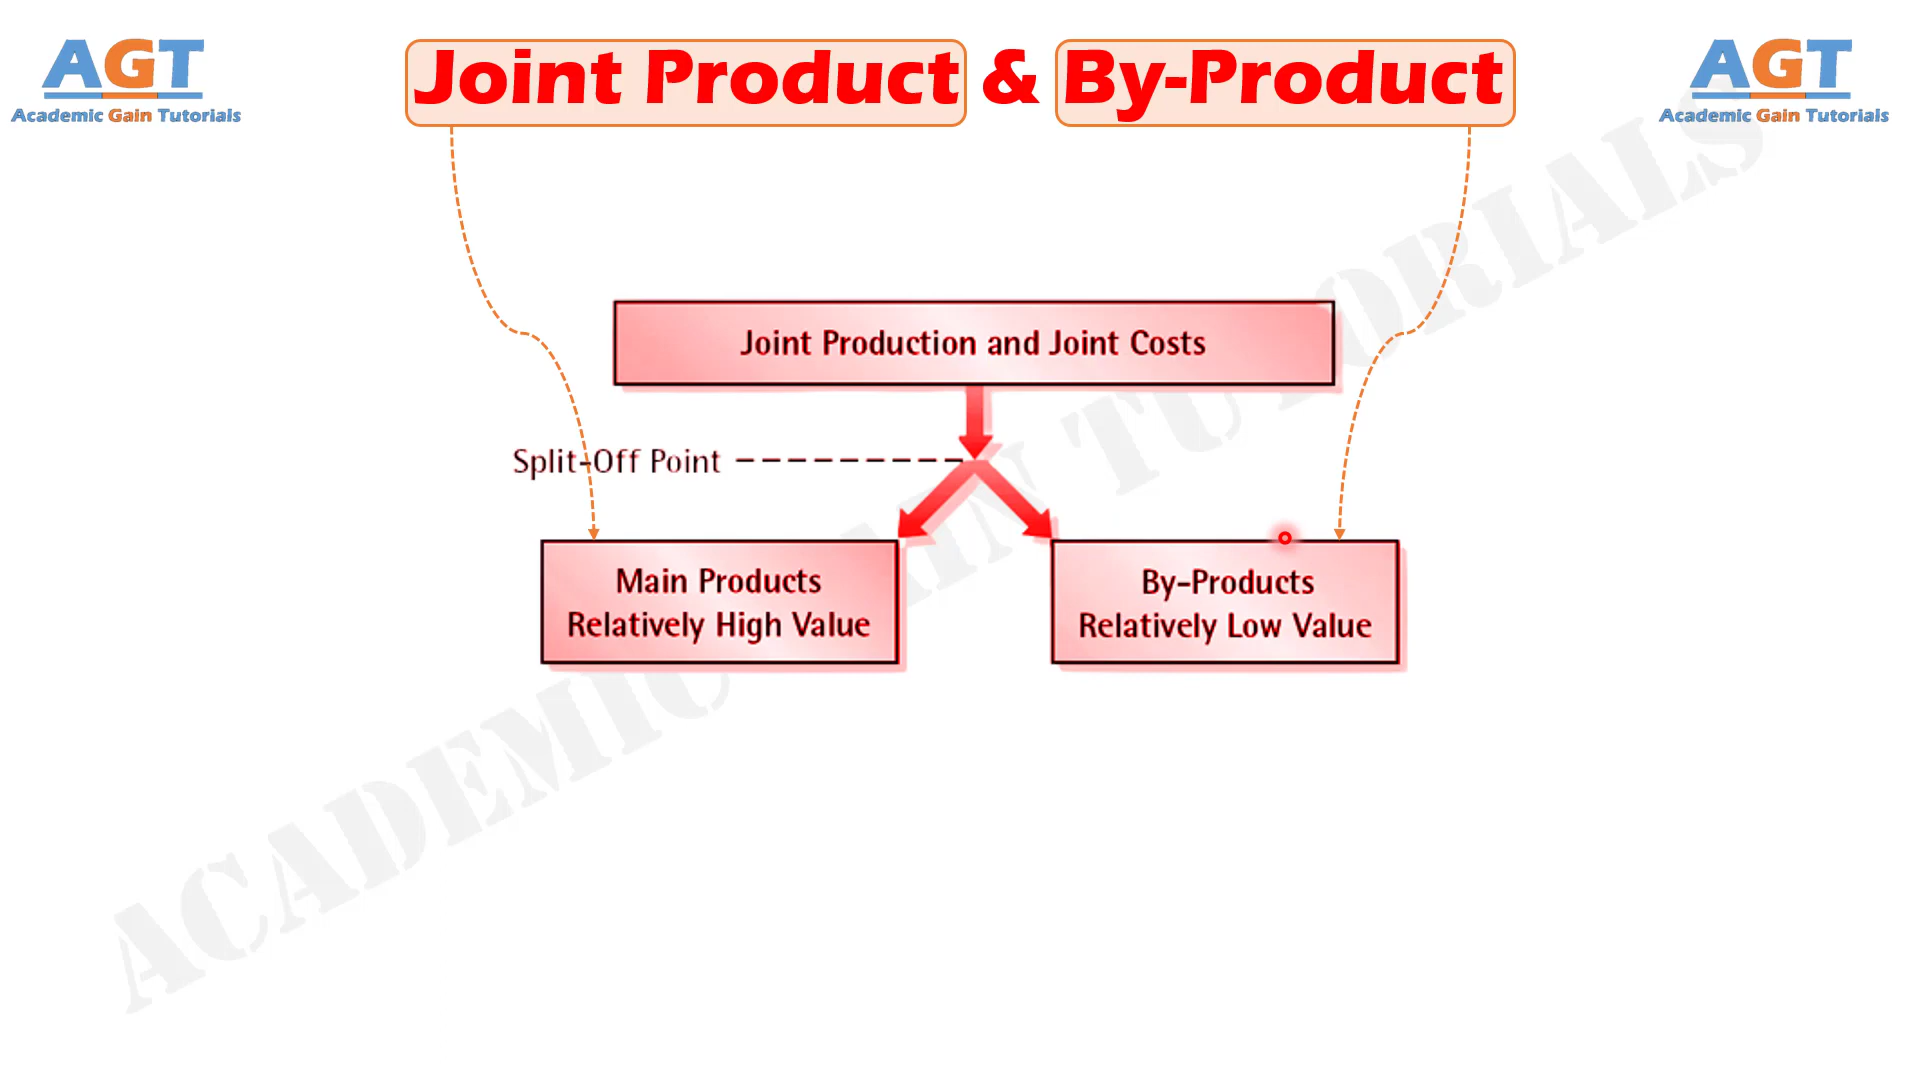 AGT
Academic Gain Tutorials
Joint Product & By-Product
AGT
Academic Gain Tutorials
Joint Production and Joint Costs
Split-Off Point
Main Products
Relatively High Value
By-Products
Relatively Low Value
ACADEMIC GAIN TUTORIALS